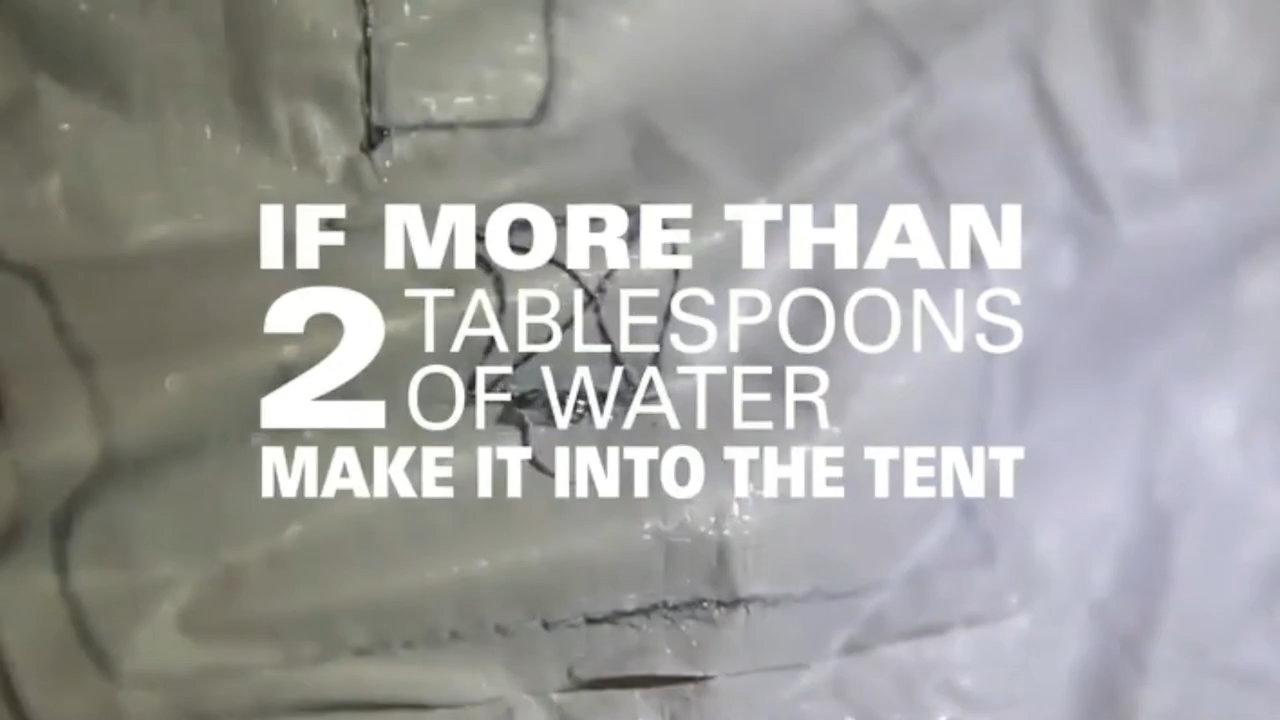 IF MORE THAN
2 TABLESPOONS
OF WATER
MAKE IT INTO THE TENT